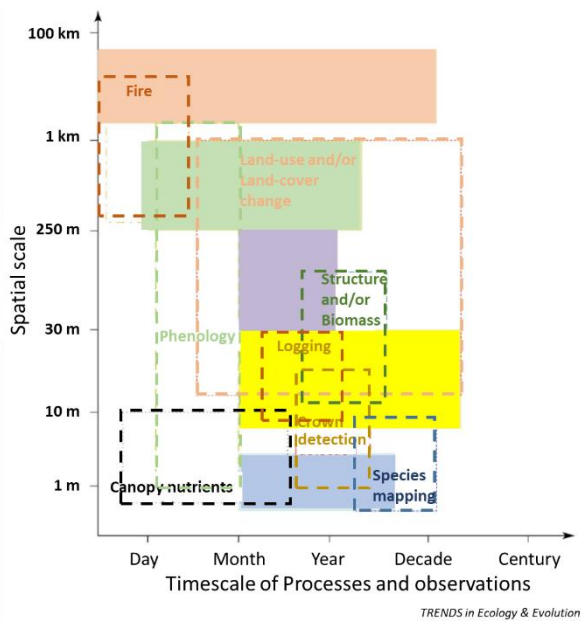 100 km
Fire
1 km
Land-use and/or
Land-cover
change
250 m
Spatial scale
Structure
and/or
Biomass
30 m
Phenology
Logging
10 m
Crown
detection
Canopy nutrients
1 m
Species
mapping
Day
Month
Year
Decade
Century
Timescale of Processes and observations
TRENDS in Ecology & Evolution